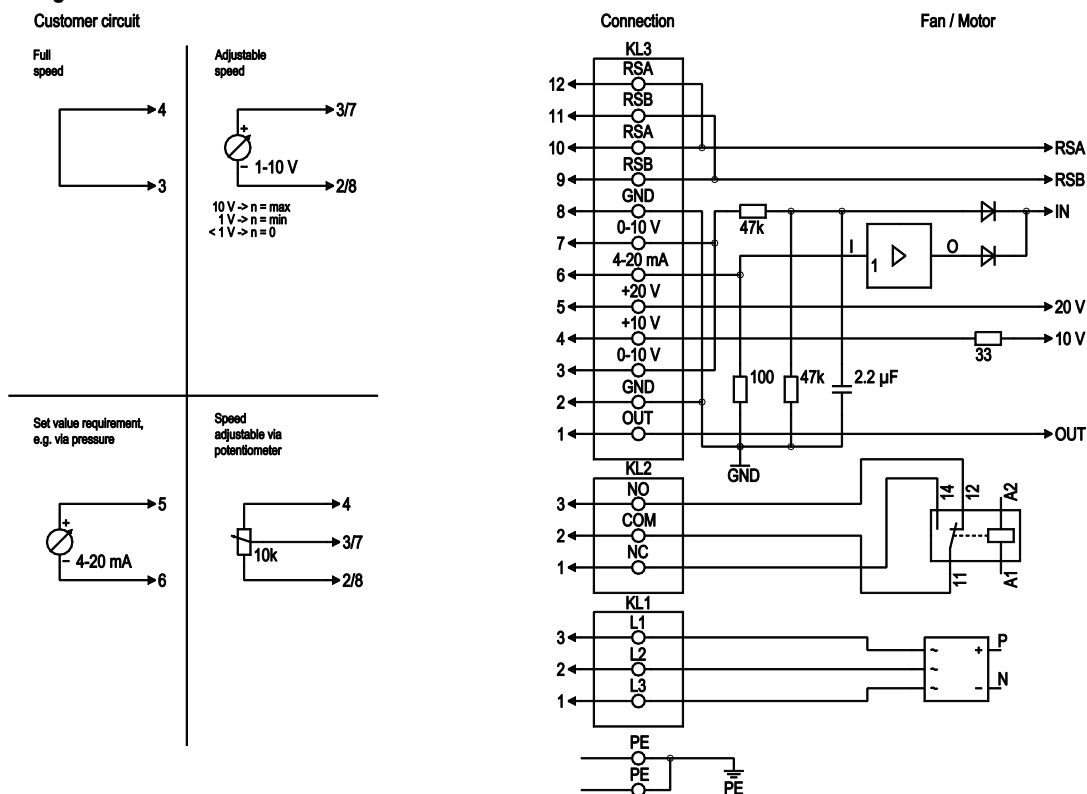 Customer circuit
Connection
Fan / Motor
Full
speed
4
3
Adjustable
speed
3/7
+
– 1-10 V
2/8
10 V -> n = max
1 V -> n = min
< 1 V -> n = 0
Set value requirement,
e.g. via pressure
5
+
– 4-20 mA
6
Speed
adjustable via
potentiometer
4
3/7
10k
2/8
KL3
12 RSA
11 RSB
10 RSA RSA
9 RSB RSB
8 GND IN
47k
7 0-10 V
I 1 O
6 4-20 mA
5 +20 V 20 V
4 +10 V 10 V
33
3 0-10 V
100 47k 2.2 µF
2 GND
1 OUT OUT
GND
KL2
3 NO
2 COM
1 NC
14 12 A2
11 A1
KL1
3 L1
2 L2
1 L3
~ + P
~
~ – N
PE
PE
PE